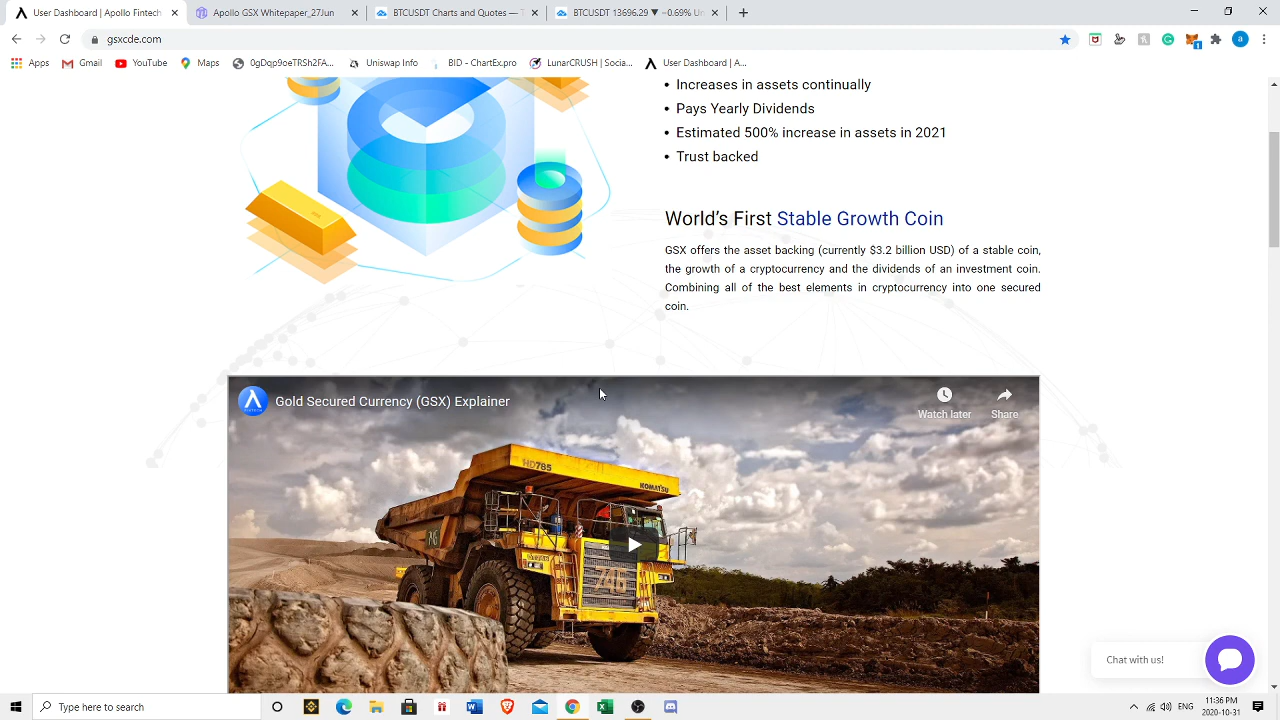 User Dashboard | Apollo Fintech
Apollo GSX Whitepaper_27Jun
BTCUSDT Charts and Quotes — T
BTCUSDT 13696.29 ▼ −0.69% Un
gsxcde.com
Apps
Gmail
YouTube
Maps
0gDqp9seTRSh2FA...
Uniswap Info
BTI - ChartEx.pro
LunarCRUSH | Socia...
User Dashboard | A...
• Increases in assets continually
• Pays Yearly Dividends
• Estimated 500% increase in assets in 2021
• Trust backed
World’s First Stable Growth Coin
GSX offers the asset backing (currently $3.2 billion USD) of a stable coin,
the growth of a cryptocurrency and the dividends of an investment coin.
Combining all of the best elements in cryptocurrency into one secured
coin.
Gold Secured Currency (GSX) Explainer
Watch later
Share
HD785
KOMATSU
Chat with us!
Type here to search
ENG
11:36 PM
2020-10-31